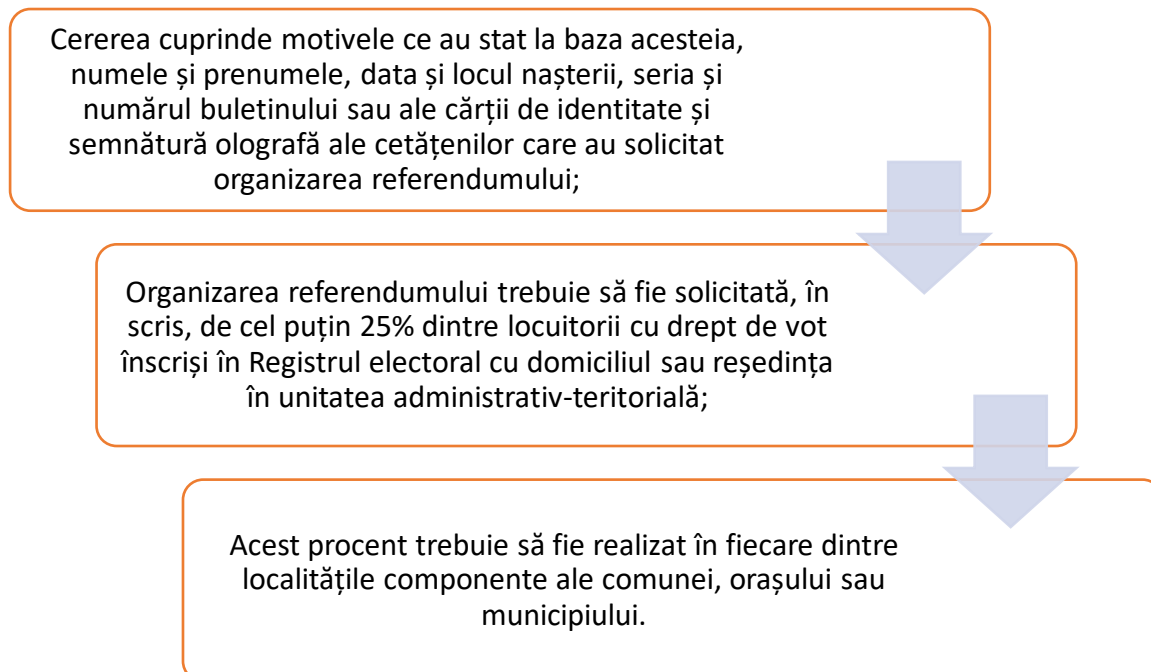 Cererea cuprinde motivele ce au stat la baza acesteia,
numele și prenumele, data și locul nașterii, seria și
numărul buletinului sau ale cărții de identitate și
semnătură olografă ale cetățenilor care au solicitat
organizarea referendumului;
Organizarea referendumului trebuie să fie solicitată, în
scris, de cel puțin 25% dintre locuitorii cu drept de vot
înscriși în Registrul electoral cu domiciliul sau reședința
în unitatea administrativ-teritorială;
Acest procent trebuie să fie realizat în fiecare dintre
localitățile componente ale comunei, orașului sau
municipiului.